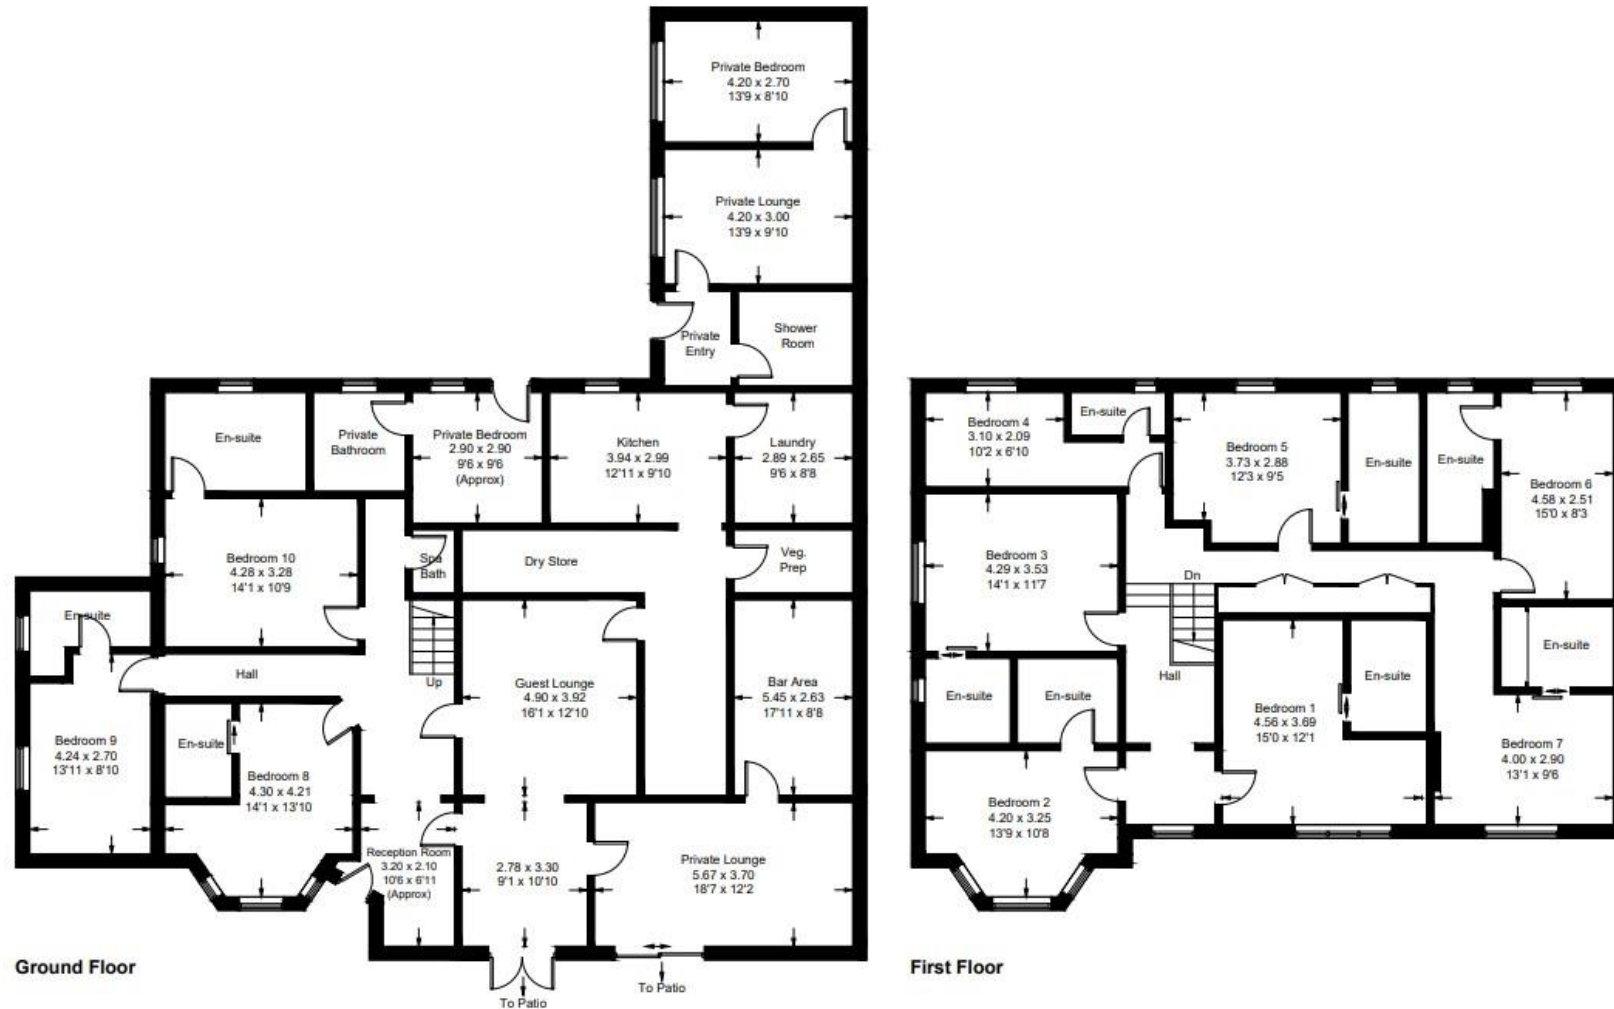 Private Bedroom
4.20 x 2.70
13'9 x 8'10
Private Lounge
4.20 x 3.00
13'9 x 9'10
Private
Entry
Shower
Room
En-suite
Private
Bathroom
Private Bedroom
2.90 x 2.90
9'6 x 9'6
(Approx)
Kitchen
3.94 x 2.99
12'11 x 9'10
Laundry
2.89 x 2.65
9'6 x 8'8
Bedroom 10
4.28 x 3.28
14'1 x 10'9
Spa
Bath
Dry Store
Veg.
Prep
En-suite
Hall
Up
Guest Lounge
4.90 x 3.92
16'1 x 12'10
Bar Area
5.45 x 2.63
17'11 x 8'8
Bedroom 9
4.24 x 2.70
13'11 x 8'10
En-suite
Bedroom 8
4.30 x 4.21
14'1 x 13'10
Reception Room
3.20 x 2.10
10'6 x 6'11
(Approx)
2.78 x 3.30
9'1 x 10'10
Private Lounge
5.67 x 3.70
18'7 x 12'2
Ground Floor
To Patio
To Patio
Bedroom 4
3.10 x 2.09
10'2 x 6'10
En-suite
Bedroom 5
3.73 x 2.88
12'3 x 9'5
En-suite
En-suite
Bedroom 6
4.58 x 2.51
15'0 x 8'3
Bedroom 3
4.29 x 3.53
14'1 x 11'7
Dn
En-suite
En-suite
Hall
En-suite
En-suite
Bedroom 1
4.56 x 3.69
15'0 x 12'1
Bedroom 7
4.00 x 2.90
13'1 x 9'6
Bedroom 2
4.20 x 3.25
13'9 x 10'8
First Floor